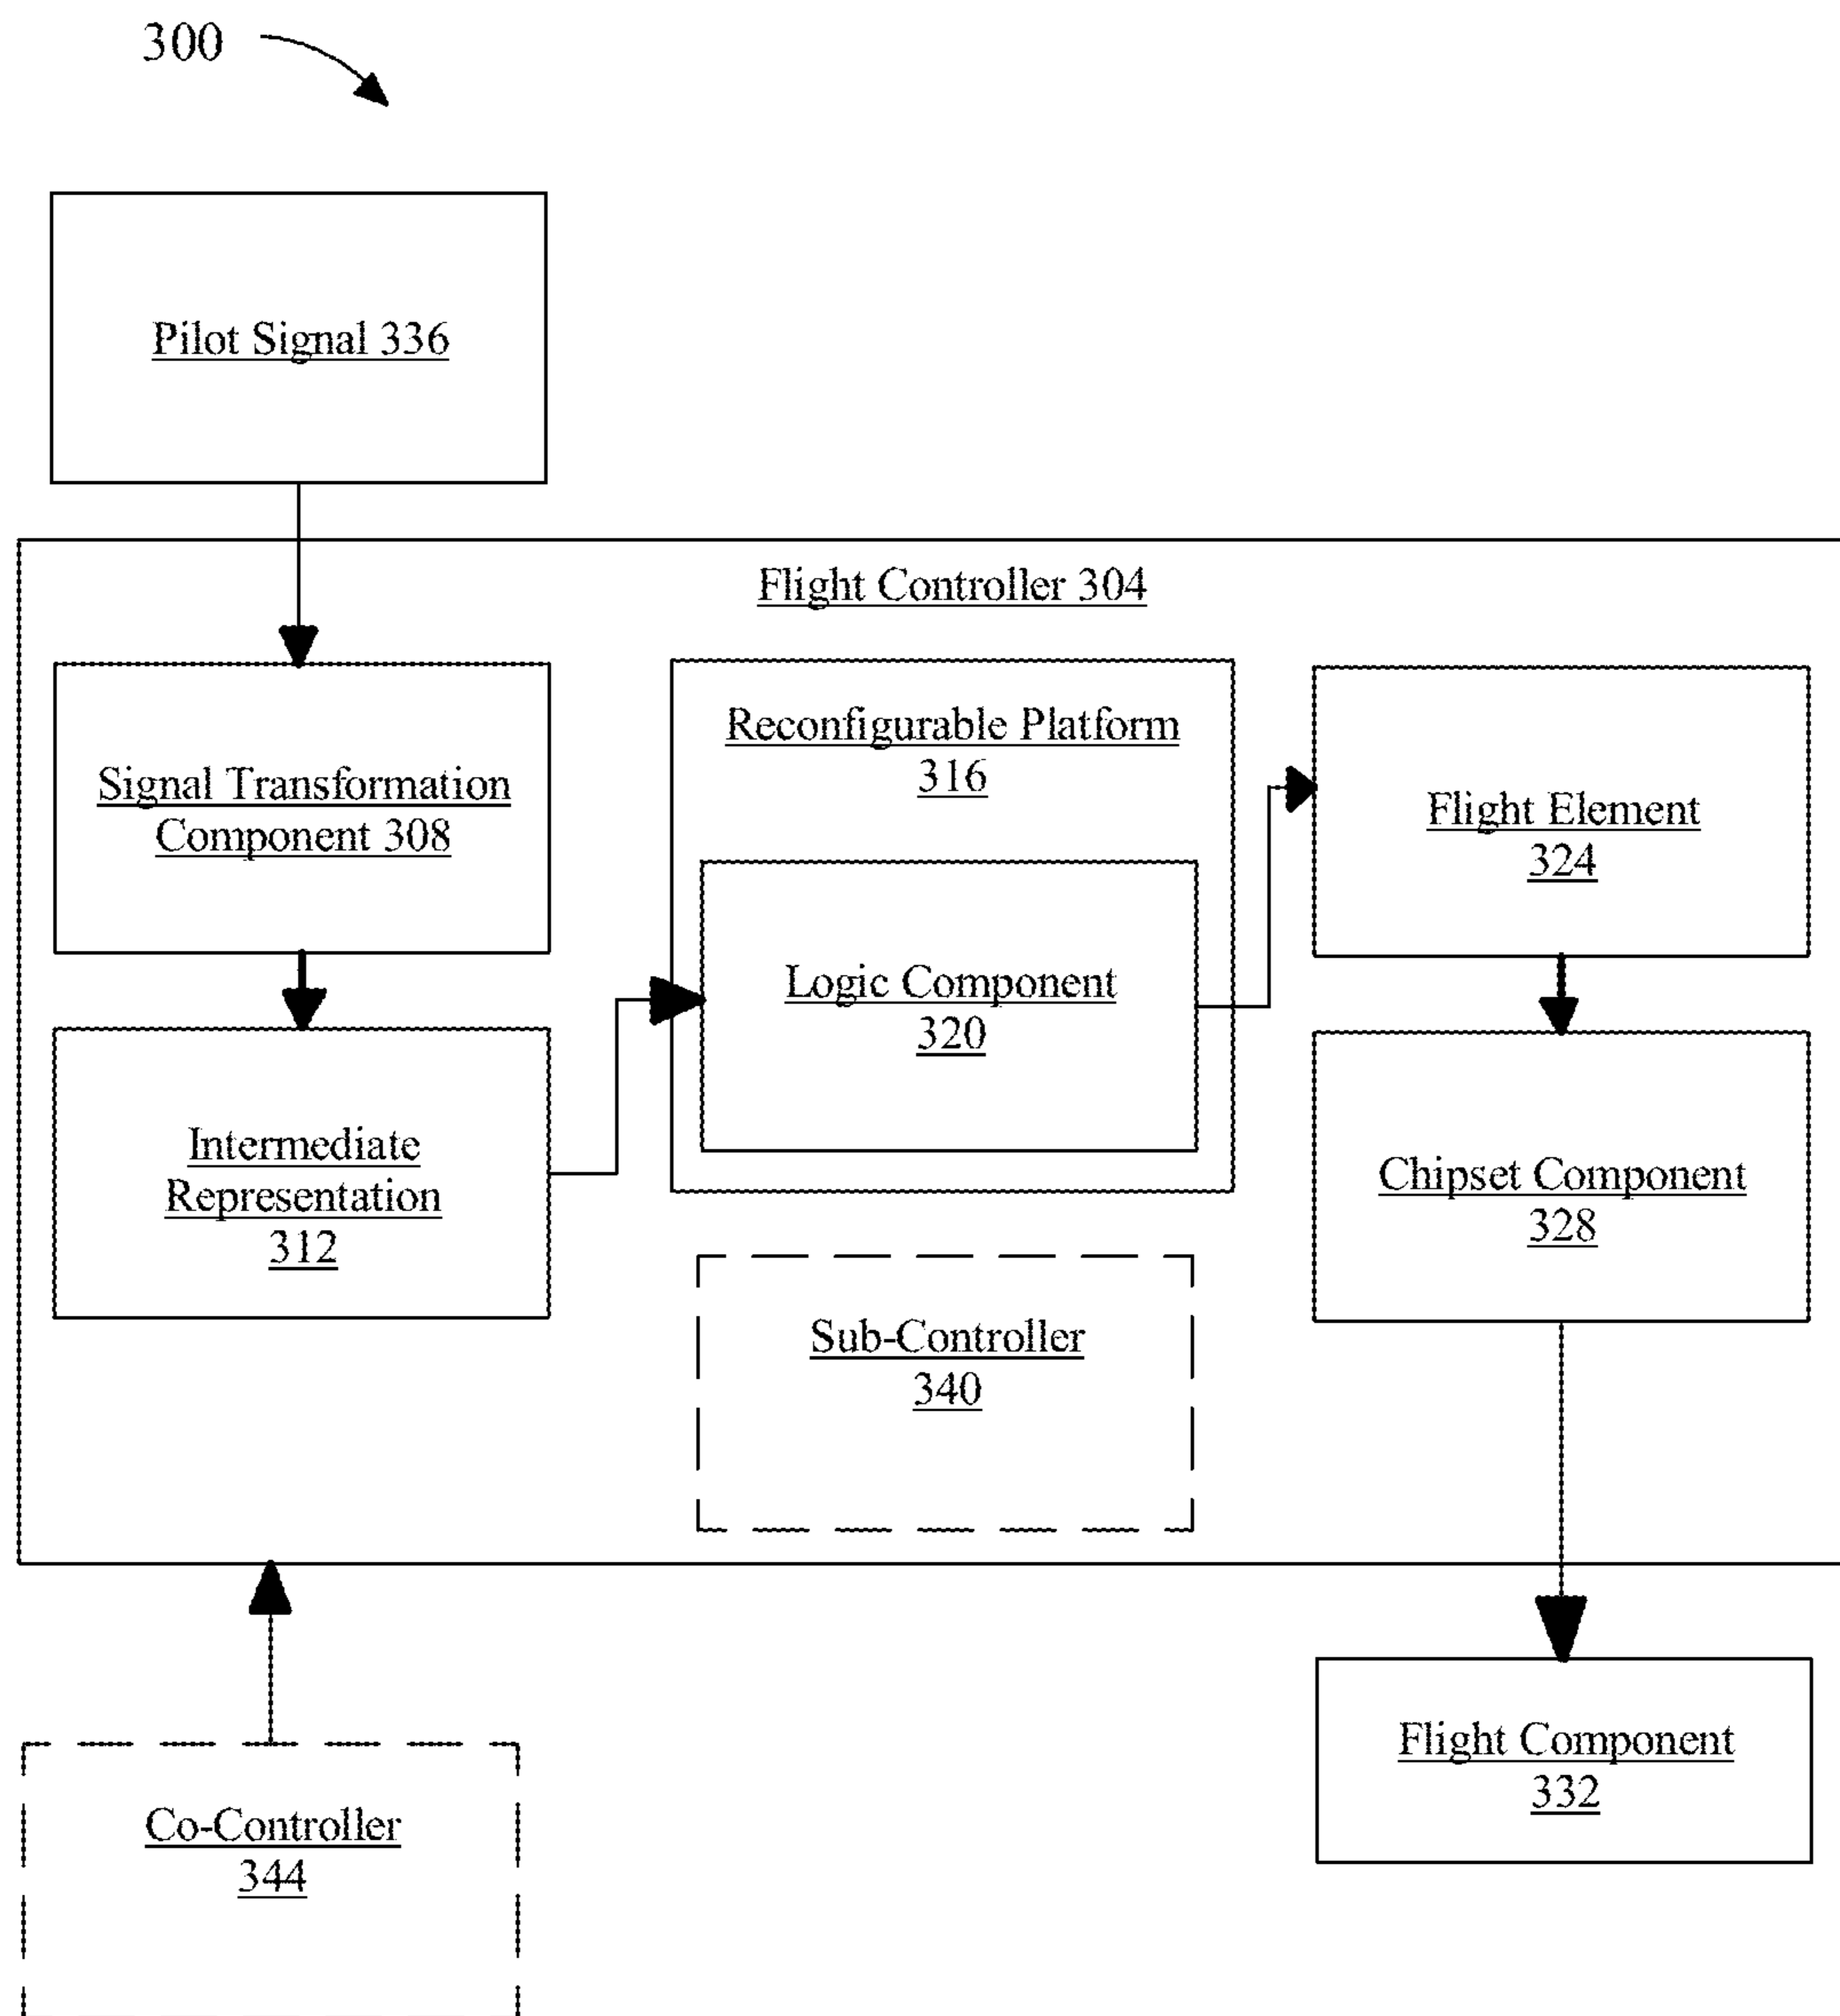 300
Pilot Signal 336
Flight Controller 304
Signal Transformation
Component 308
Reconfigurable Platform
316
Flight Element
324
Logic Component
320
Intermediate
Representation
312
Chipset Component
328
Sub-Controller
340
Flight Component
332
Co-Controller
344